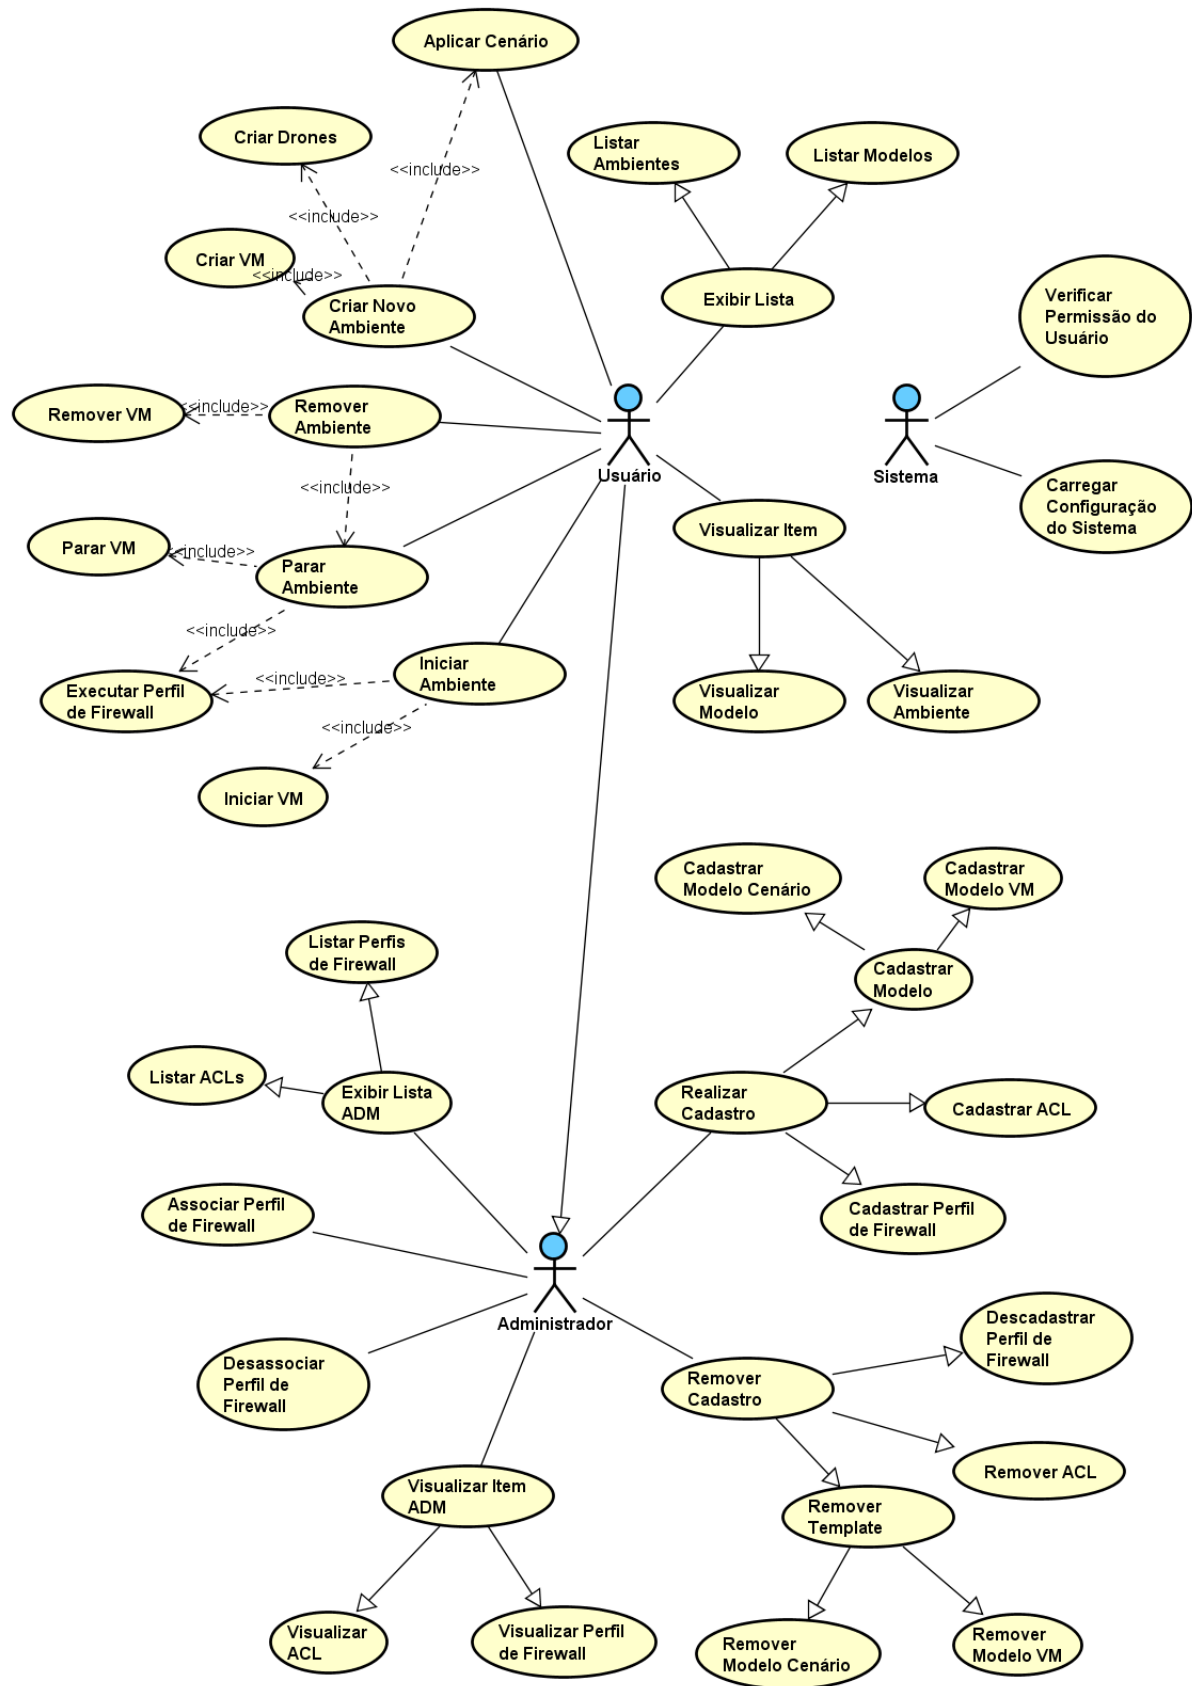 Aplicar Cenário
Criar Drones
Listar
Ambientes
Listar Modelos
<<include>>
<<include>>
Criar VM
<<include>>
Criar Novo
Ambiente
Exibir Lista
Verificar
Permissão do
Usuário
Remover VM
<<include>>
Remover
Ambiente
Usuário
Sistema
<<include>>
Carregar
Configuração
do Sistema
Visualizar Item
Parar VM
<<include>>
Parar
Ambiente
<<include>>
Iniciar
Ambiente
<<include>>
Executar Perfil
de Firewall
Visualizar
Modelo
Visualizar
Ambiente
<<include>>
Iniciar VM
Cadastrar
Modelo Cenário
Cadastrar
Modelo VM
Listar Perfis
de Firewall
Cadastrar
Modelo
Listar ACLs
Exibir Lista
ADM
Realizar
Cadastro
Cadastrar ACL
Associar Perfil
de Firewall
Cadastrar Perfil
de Firewall
Administrador
Descadastrar
Perfil de
Firewall
Desassociar
Perfil de
Firewall
Remover
Cadastro
Remover ACL
Visualizar Item
ADM
Remover
Template
Visualizar
ACL
Visualizar Perfil
de Firewall
Remover
Modelo Cenário
Remover
Modelo VM